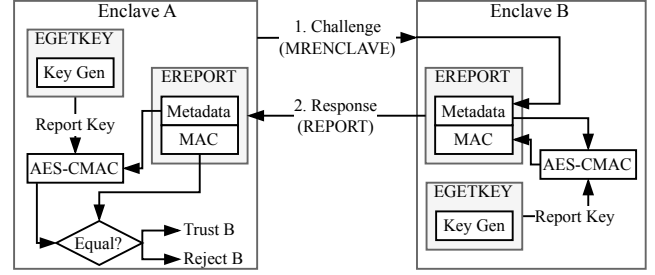 Enclave A
EGETKEY
Key Gen
Report Key
AES-CMAC
EREPORT
Metadata
MAC
Equal?
Trust B
Reject B
1. Challenge
(MRENCLAVE)
2. Response
(REPORT)
Enclave B
EREPORT
Metadata
MAC
AES-CMAC
EGETKEY
Key Gen
Report Key